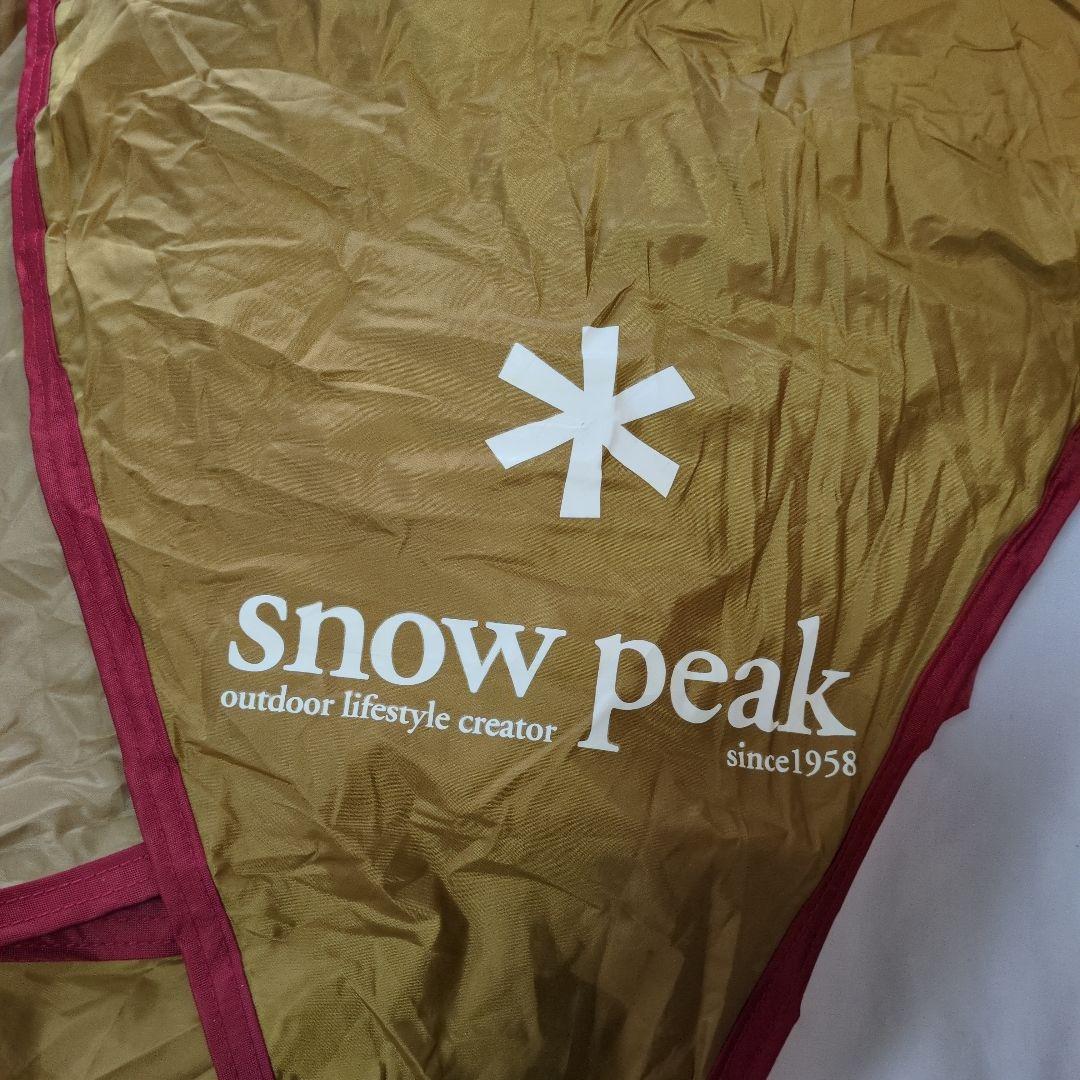 snow peak
outdoor lifestyle creator
since1958